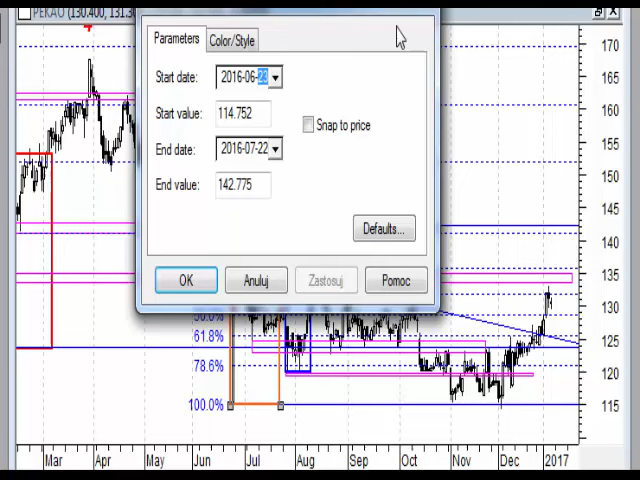 PEKAO (130.400, 131.30
Parameters
Color/Style
Start date: 2016-06-23
Start value: 114.752
Snap to price
End date: 2016-07-22
End value: 142.775
Defaults...
OK
Anuluj
Zastosuj
Pomoc
170
165
160
155
150
145
140
135
130
125
120
115
50.0%
61.8%
78.6%
100.0%
Mar
Apr
May
Jun
Jul
Aug
Sep
Oct
Nov
Dec
2017